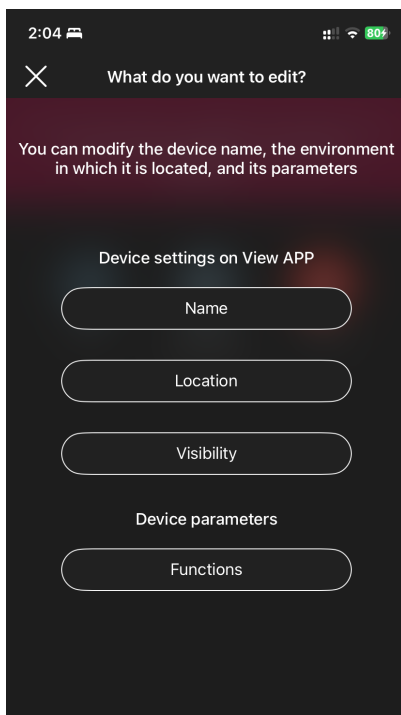 2:04
80
What do you want to edit?
You can modify the device name, the environment
in which it is located, and its parameters
Device settings on View APP
Name
Location
Visibility
Device parameters
Functions